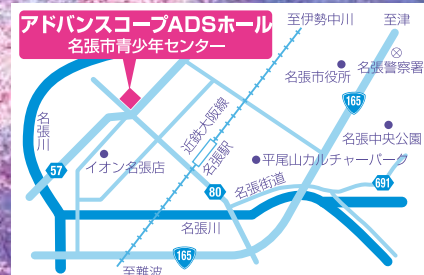 アドバンスコープADSホール
名張市青少年センター
至伊勢中川
至津
名張市役所
名張警察署
165
名張川
近鉄大阪線
名張駅
名張中央公園
イオン名張店
平尾山カルチャーパーク
57
80
名張街道
691
名張川
165
至難波